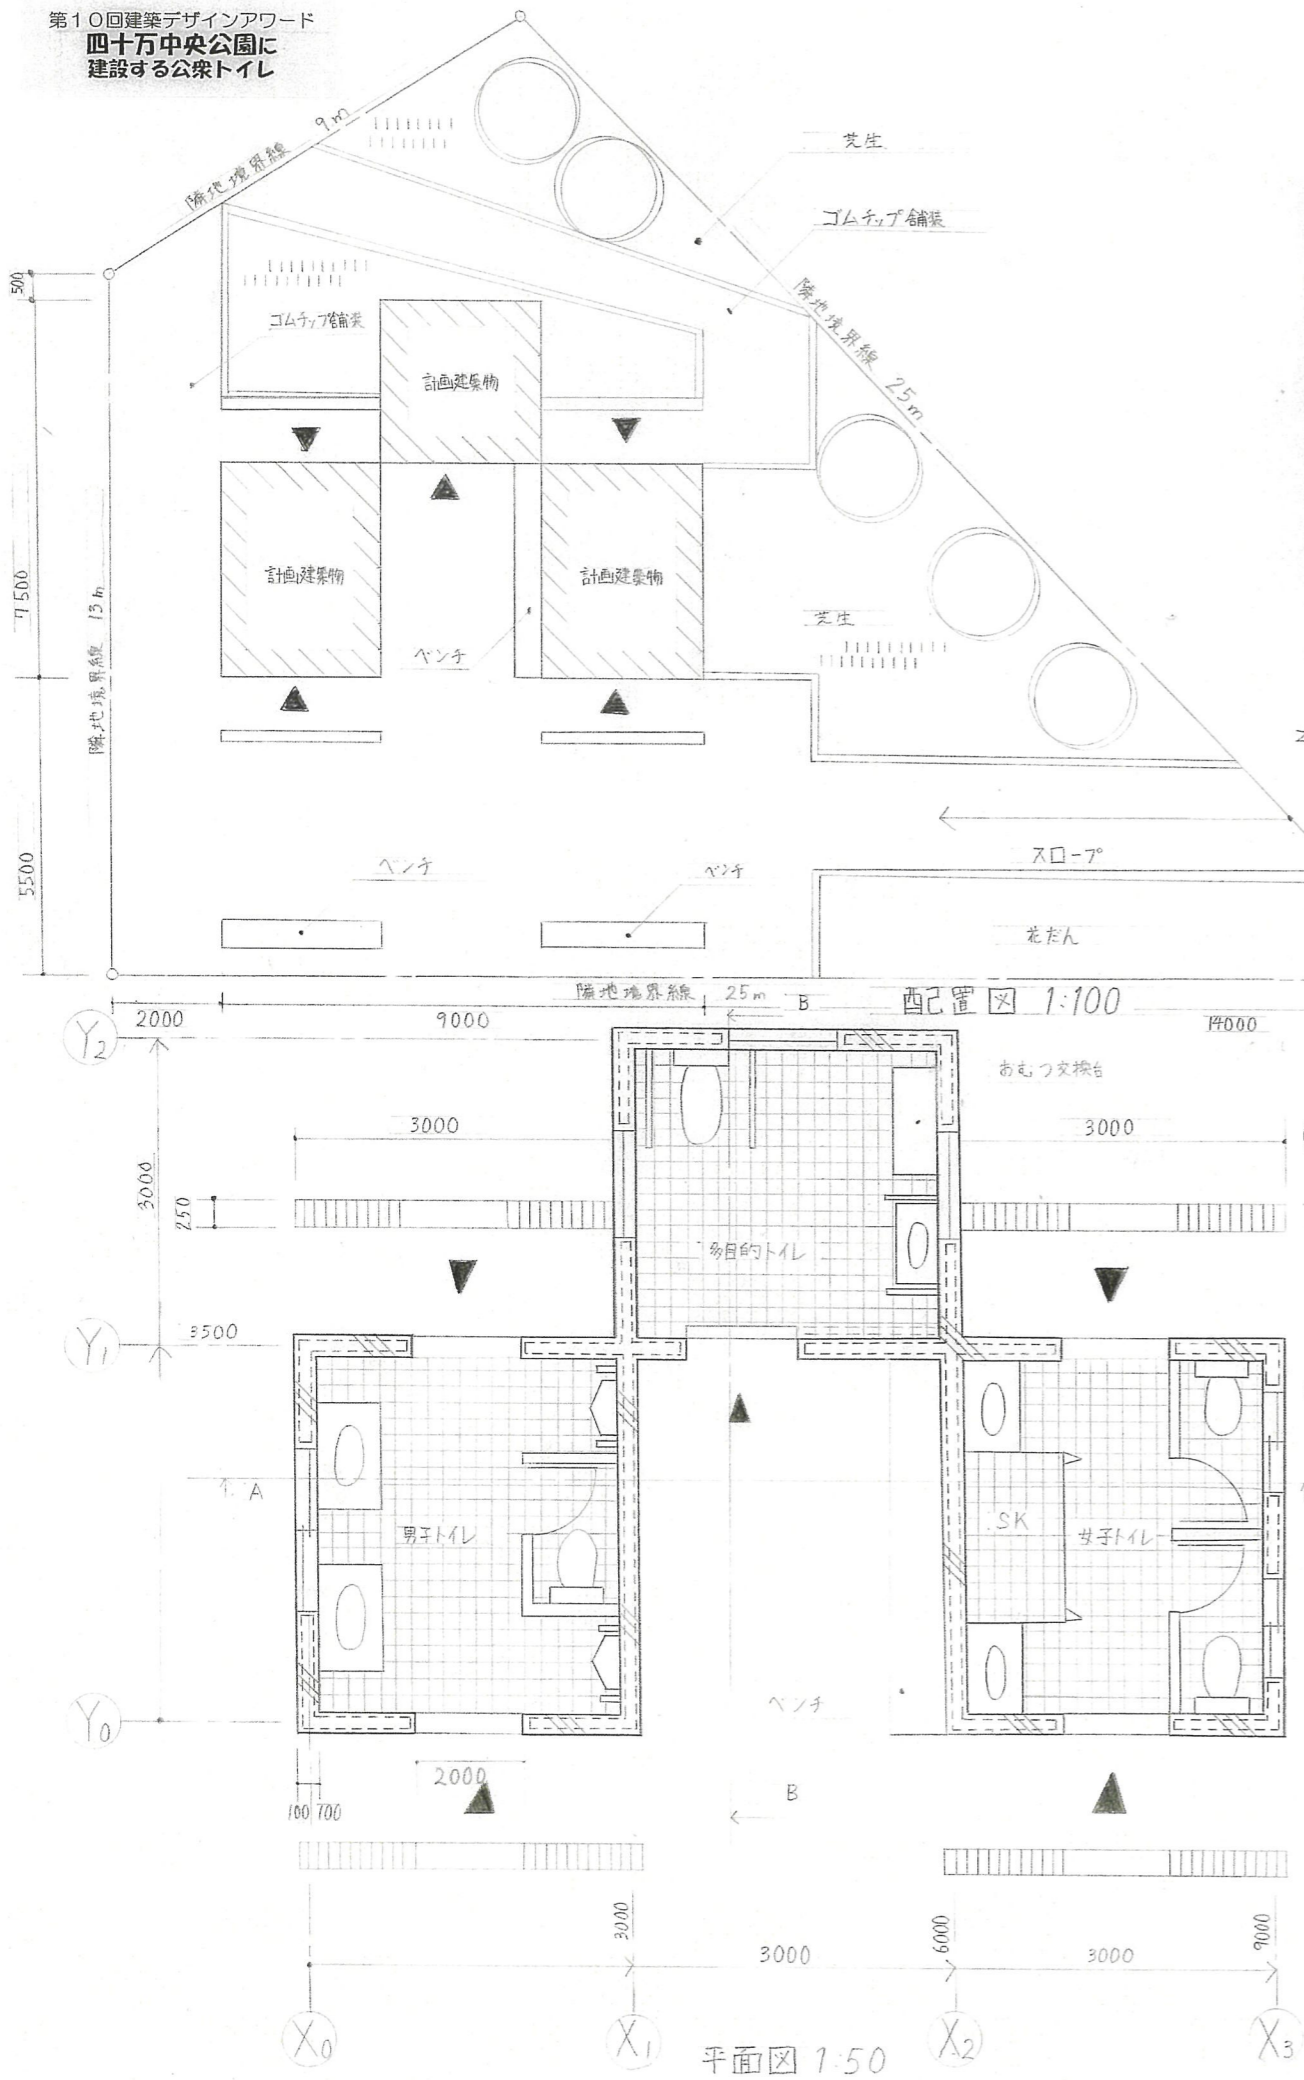 第10回建築デザインアワード
四十万中央公園に
建設する公衆トイレ
隣地境界線 9m
芝生
ゴムチップ舗装
500
ゴムチップ舗装
隣地境界線 25m
計画建築物
計画建築物
計画建築物
7500
隣地境界線 13m
ベンチ
芝生
5500
ベンチ
ベンチ
スロープ
花だん
隣地境界線 25m
配置図 1:100
2000
9000
14000
B
Y2
おむつ交換台
3000
3000
3000
250
多目的トイレ
Y1
3500
A
男子トイレ
SK
女子トイレ
Y0
ベンチ
2000
100
B
3000
6000
9000
3000
3000
X0
X1
X2
X3
平面図 1:50